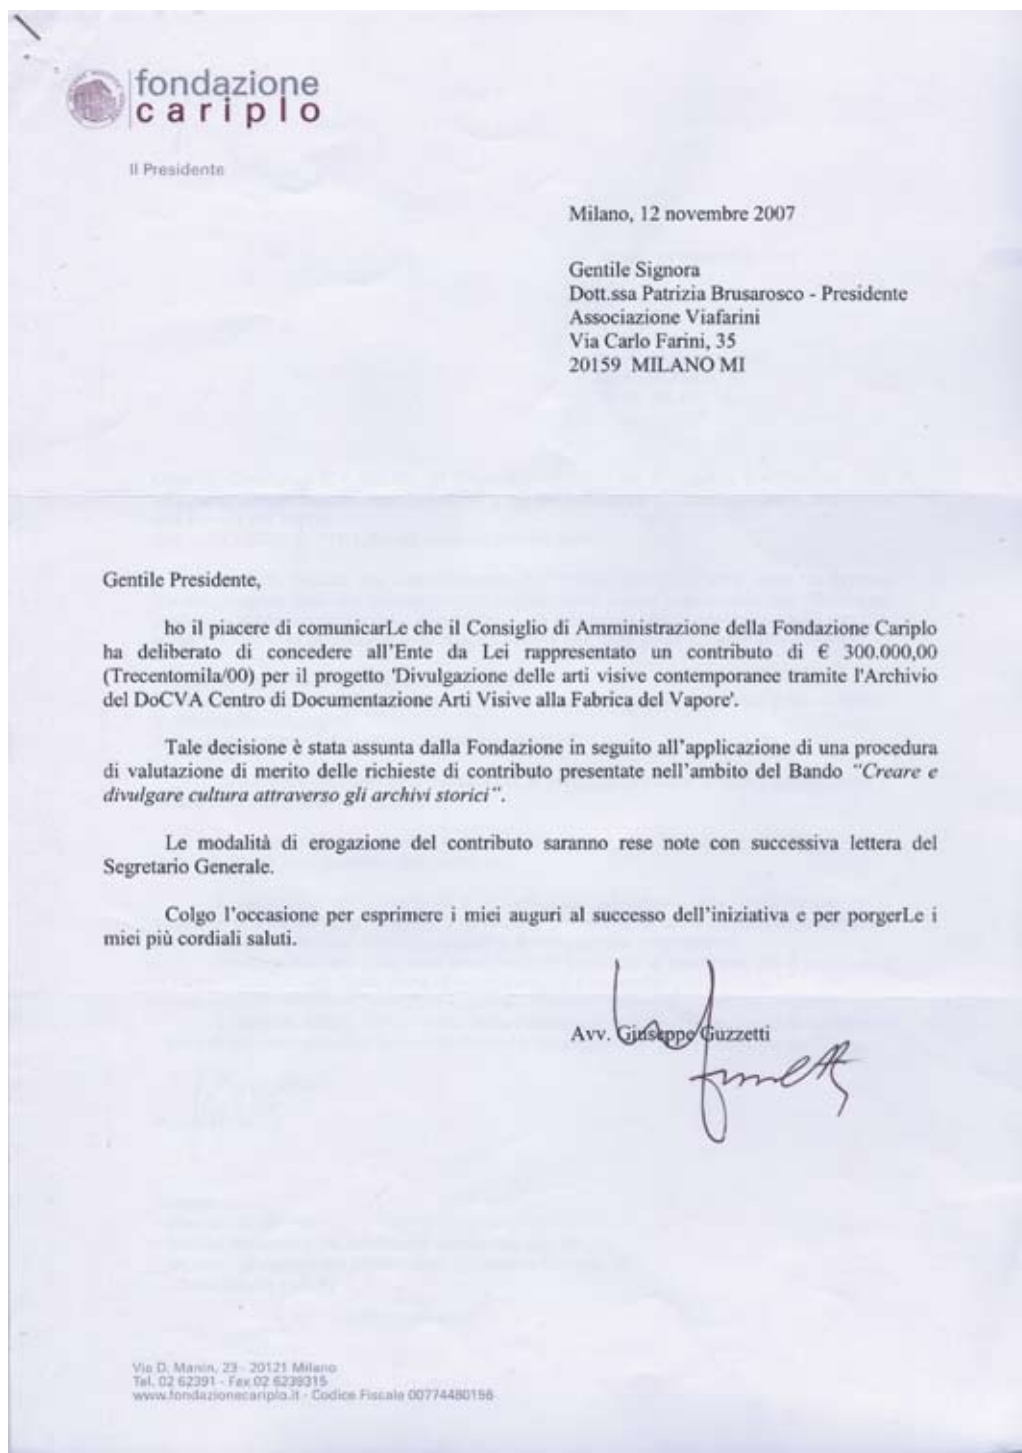 fondazione
cariplo
Il Presidente
Milano, 12 novembre 2007
Gentile Signora
Dott.ssa Patrizia Brusarosco - Presidente
Associazione Viafarini
Via Carlo Farini, 35
20159 MILANO MI
Gentile Presidente,
ho il piacere di comunicarLe che il Consiglio di Amministrazione della Fondazione Cariplo
ha deliberato di concedere all'Ente da Lei rappresentato un contributo di € 300.000,00
(Trecentomila/00) per il progetto 'Divulgazione delle arti visive contemporanee tramite l'Archivio
del DoCVA Centro di Documentazione Arti Visive alla Fabrica del Vapore'.
Tale decisione è stata assunta dalla Fondazione in seguito all'applicazione di una procedura
di valutazione di merito delle richieste di contributo presentate nell'ambito del Bando "Creare e
divulgare cultura attraverso gli archivi storici".
Le modalità di erogazione del contributo saranno rese note con successiva lettera del
Segretario Generale.
Colgo l'occasione per esprimere i miei auguri al successo dell'iniziativa e per porgerLe i
miei più cordiali saluti.
Avv. Giuseppe Guzzetti
Via D. Manin, 23 - 20121 Milano
Tel. 02 62391 - Fax 02 6239315
www.fondazionecariplo.it - Codice Fiscale 00774480156